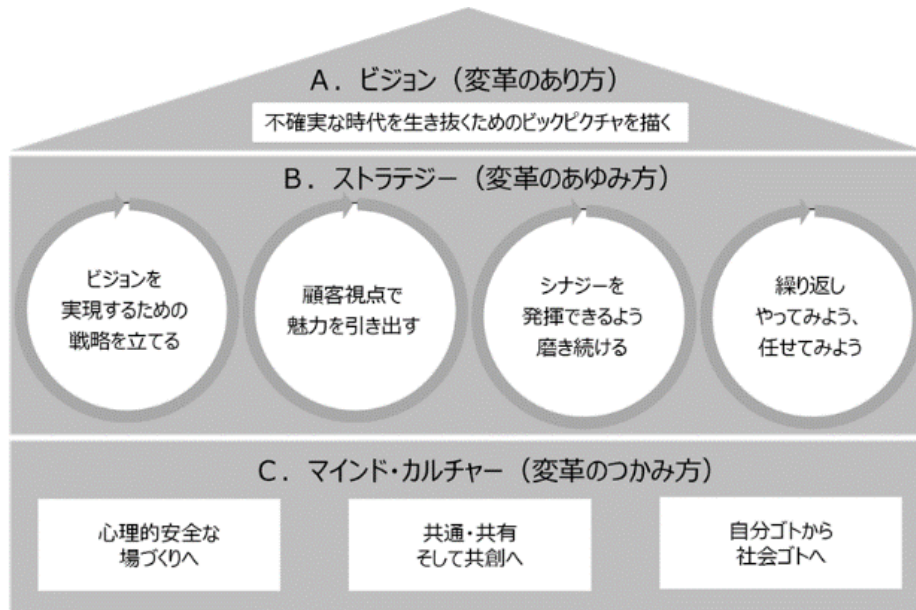 A．ビジョン（変革のあり方）
不確実な時代を生き抜くためのビックピクチャを描く
B．ストラテジー（変革のあゆみ方）
ビジョンを
実現するための
戦略を立てる
顧客視点で
魅力を引き出す
シナジーを
発揮できるよう
磨き続ける
繰り返し
やってみよう、
任せてみよう
C．マインド・カルチャー（変革のつかみ方）
心理的安全な
場づくりへ
共通・共有
そして共創へ
自分ゴトから
社会ゴトへ